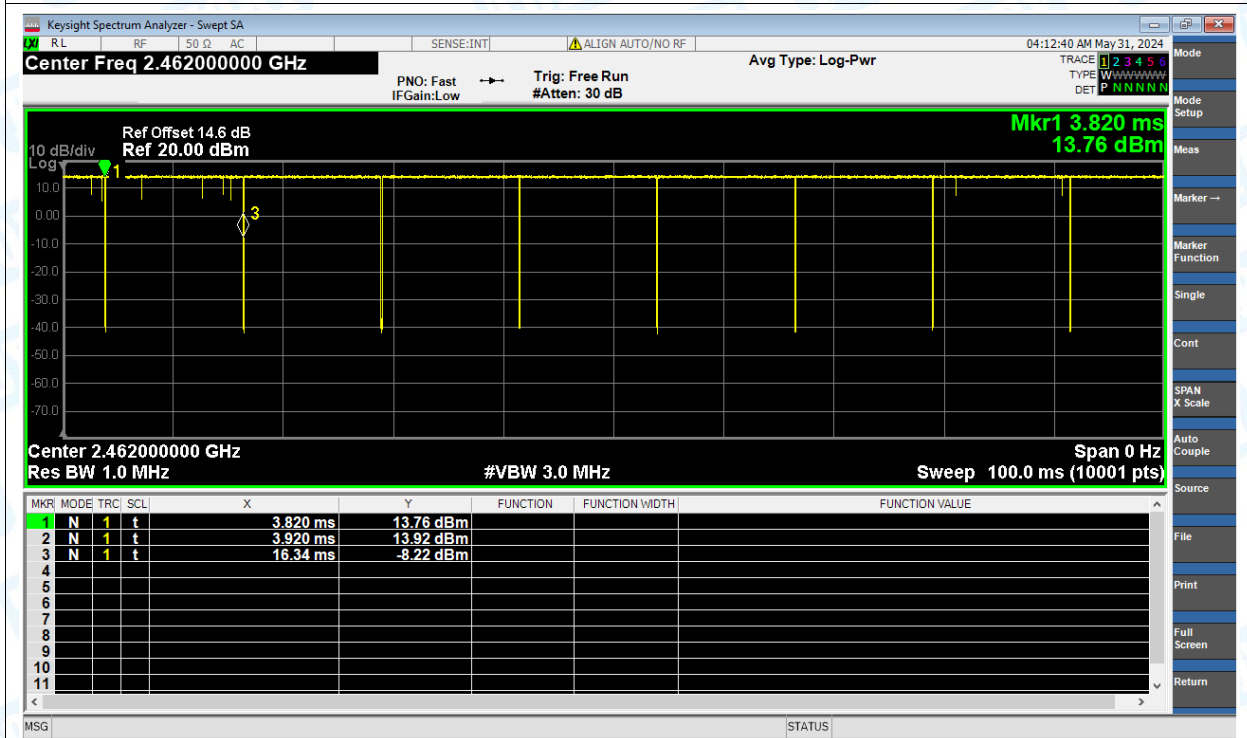 Keysight Spectrum Analyzer - Swept SA
LXI RL RF 50 Ω AC SENSE:INT ALIGN AUTO/NO RF 04:12:40 AM May 31, 2024
Center Freq 2.462000000 GHz
PNO: Fast
IFGain:Low
Trig: Free Run
#Atten: 30 dB
Avg Type: Log-Pwr
TRACE 1 2 3 4 5 6
TYPE WWWWWW
DET P N N N N N
Ref Offset 14.6 dB
10 dB/div Ref 20.00 dBm
Log
Mkr1 3.820 ms
13.76 dBm
1
3
10.0
0.00
-10.0
-20.0
-30.0
-40.0
-50.0
-60.0
-70.0
Center 2.462000000 GHz Span 0 Hz
Res BW 1.0 MHz #VBW 3.0 MHz Sweep 100.0 ms (10001 pts)
MKR MODE TRC SCL X Y FUNCTION FUNCTION WIDTH FUNCTION VALUE
1 N 1 t 3.820 ms 13.76 dBm
2 N 1 t 3.920 ms 13.92 dBm
3 N 1 t 16.34 ms -8.22 dBm
4
5
6
7
8
9
10
11
MSG STATUS
Mode
Mode
Setup
Meas
Marker →
Marker
Function
Single
Cont
SPAN
X Scale
Auto
Couple
Source
File
Print
Full
Screen
Return